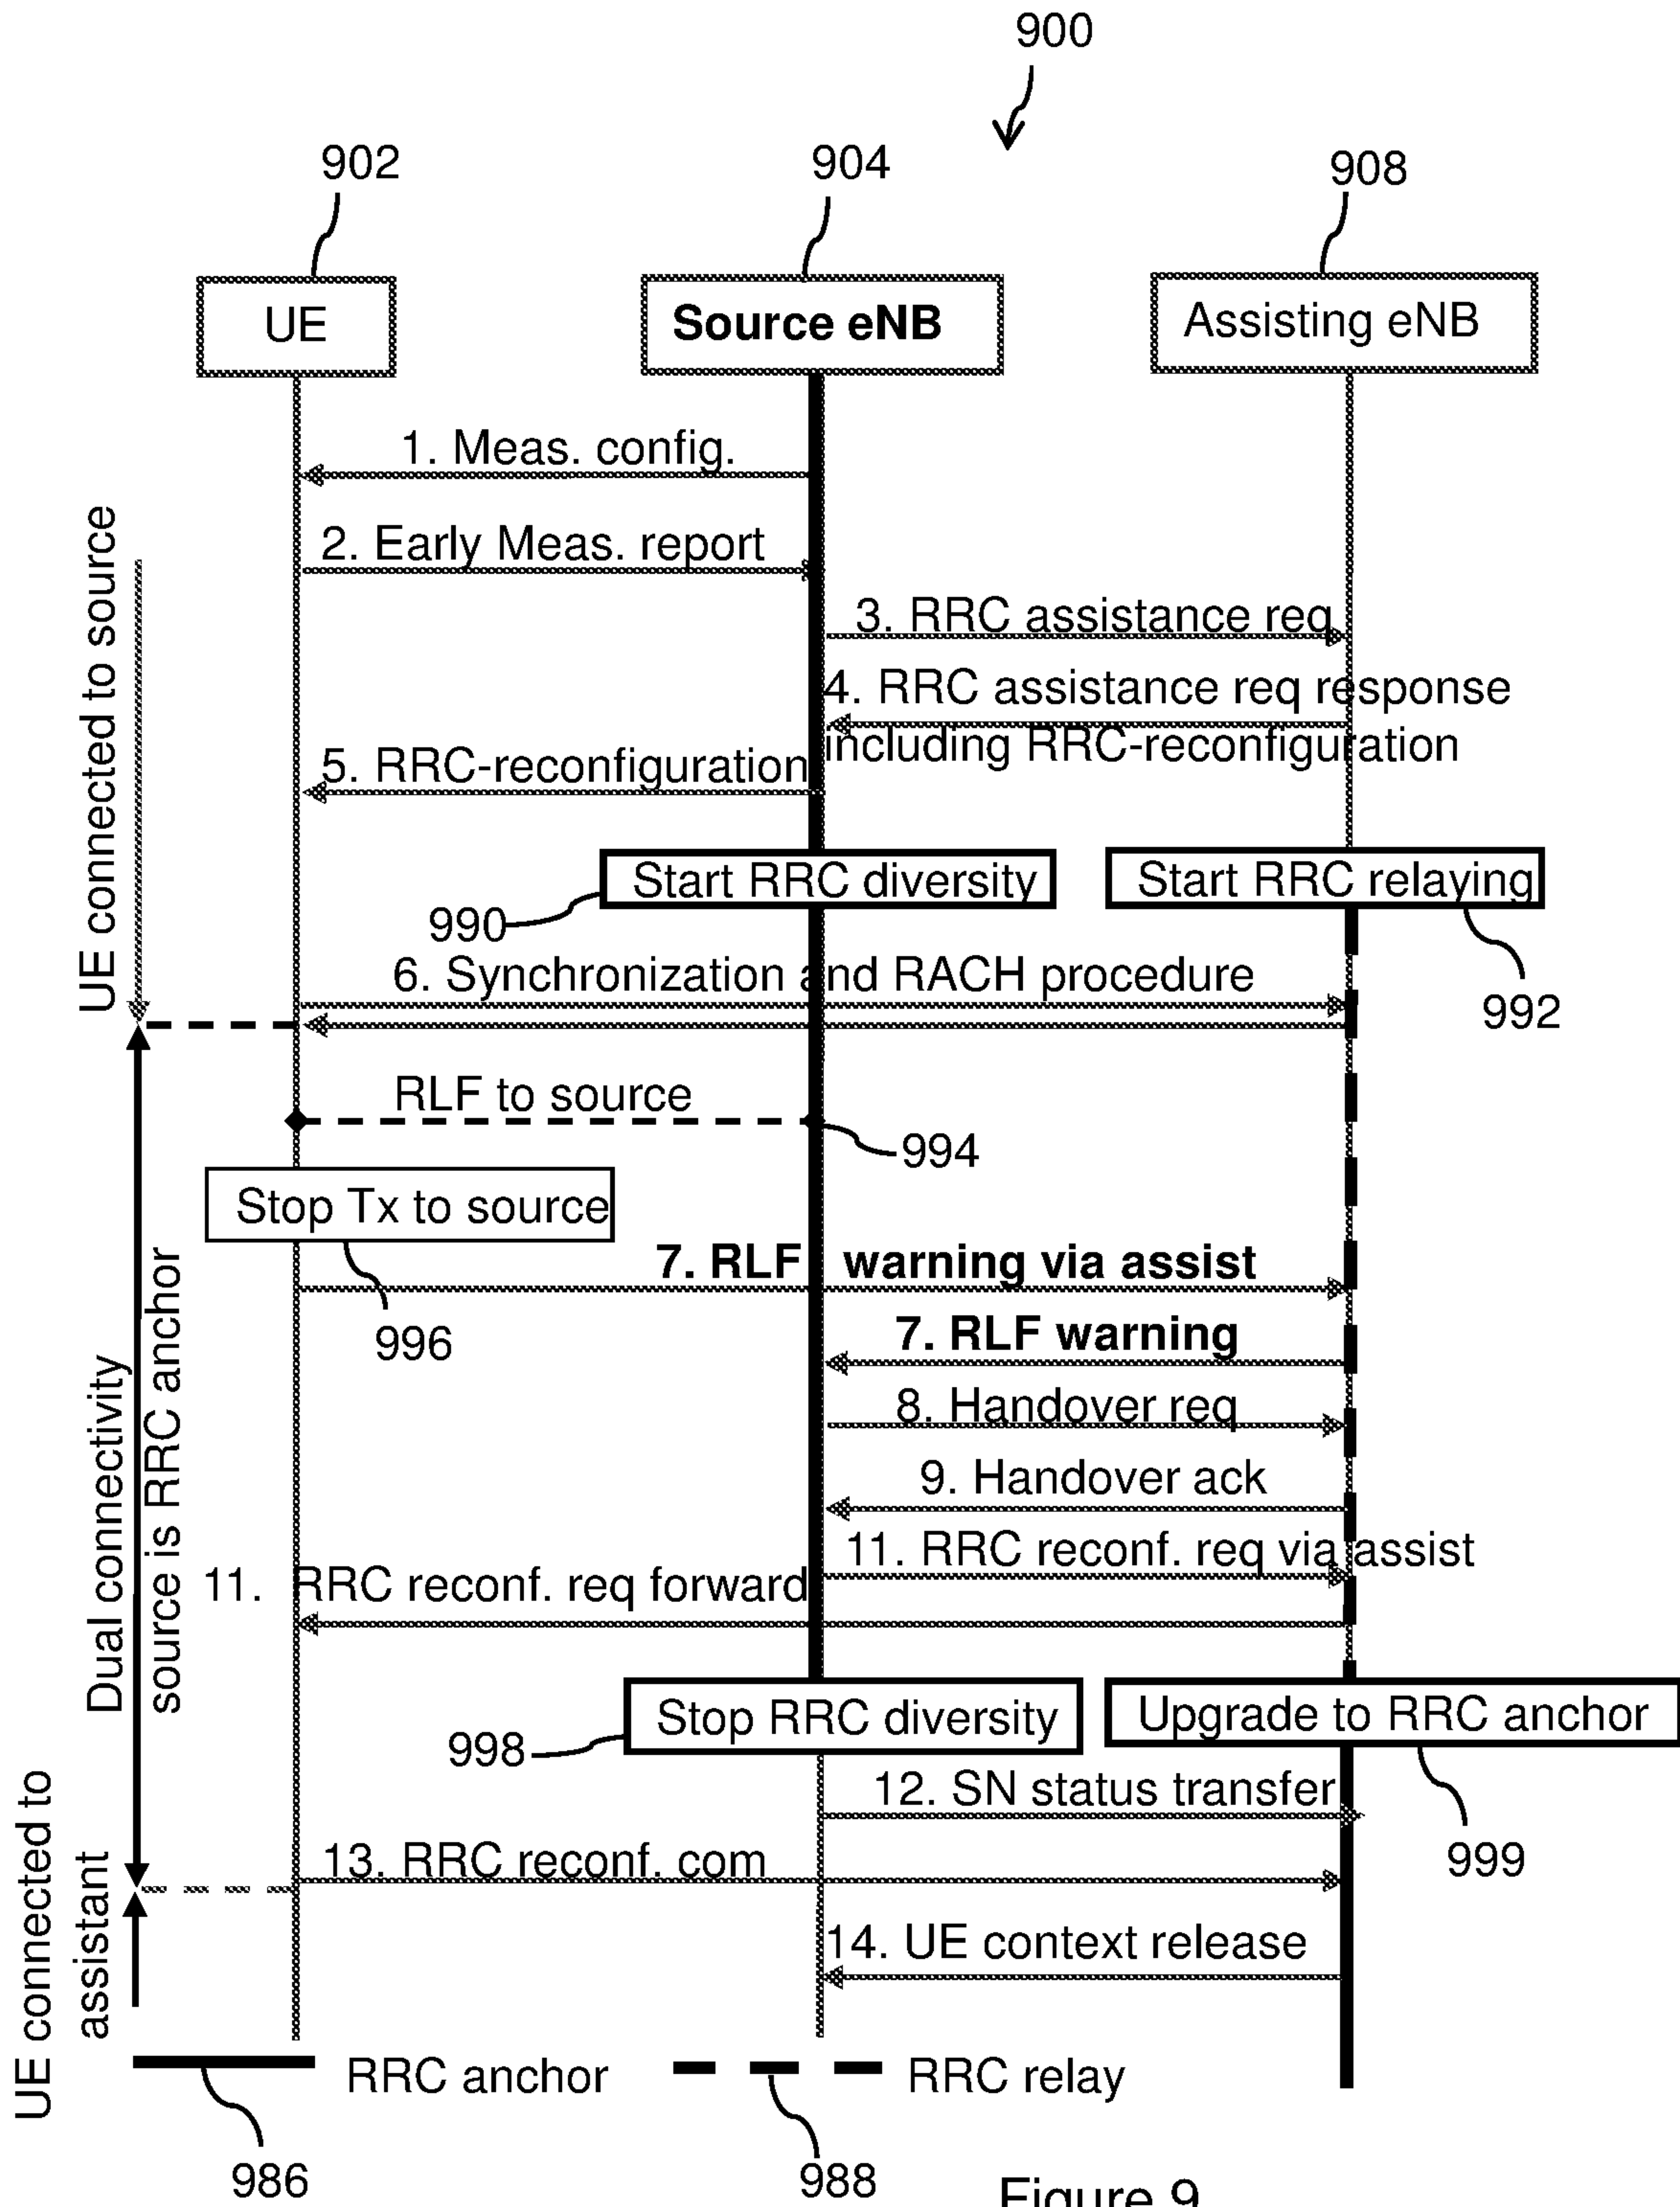 900
902
904
908
UE
Source eNB
Assisting eNB
1. Meas. config.
2. Early Meas. report
3. RRC assistance req
4. RRC assistance req response
including RRC-reconfiguration
5. RRC-reconfiguration
UE connected to source
Start RRC diversity
Start RRC relaying
990
992
6. Synchronization and RACH procedure
RLF to source
994
Stop Tx to source
996
7. RLF warning via assist
7. RLF warning
8. Handover req
9. Handover ack
11. RRC reconf. req via assist
11. RRC reconf. req forward
Dual connectivity
source is RRC anchor
Stop RRC diversity
Upgrade to RRC anchor
998
999
12. SN status transfer
13. RRC reconf. com
14. UE context release
UE connected to
assistant
RRC anchor
RRC relay
986
988
Figure 9